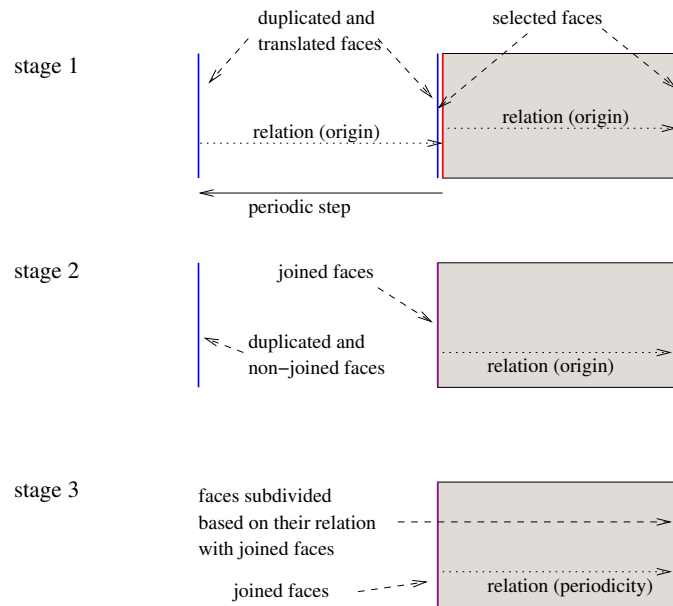 duplicated and
translated faces
selected faces
stage 1
relation (origin)
relation (origin)
periodic step
stage 2
joined faces
duplicated and
non−joined faces
relation (origin)
stage 3
faces subdivided
based on their relation
with joined faces
joined faces
relation (periodicity)